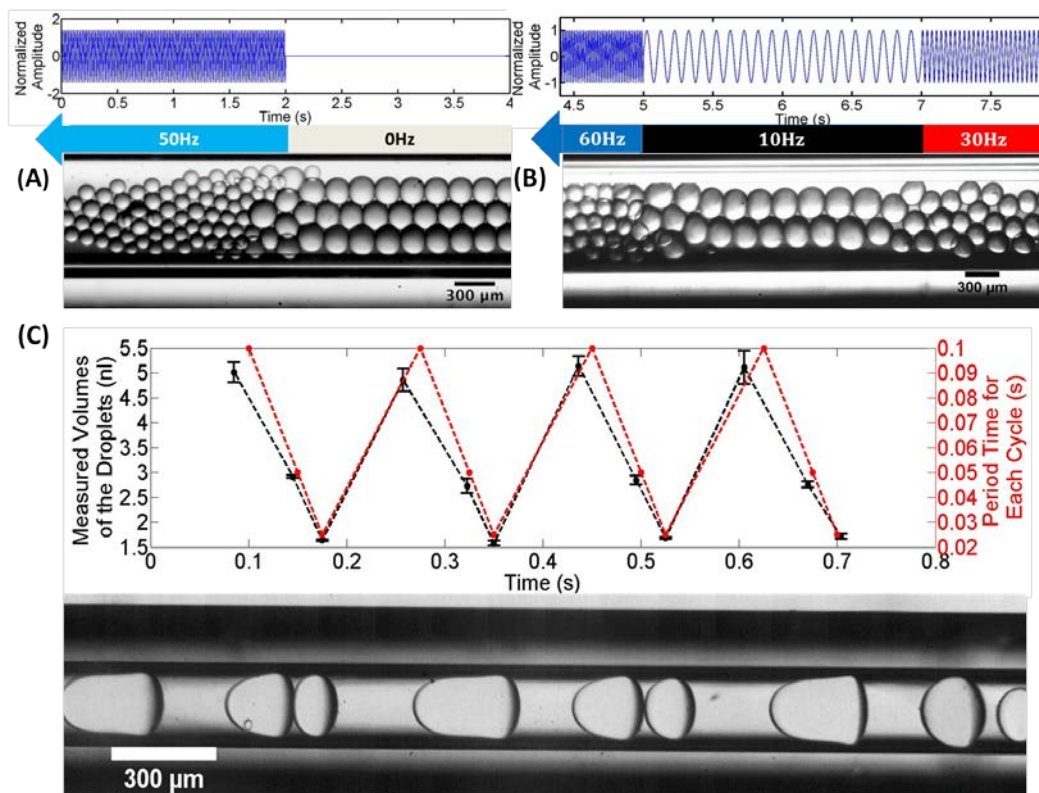 Normalized
Amplitude
2
0
-2
0 0.5 1 1.5 2 2.5 3 3.5 4
Time (s)
Normalized
Amplitude
1
0
-1
4.5 5 5.5 6 6.5 7 7.5
Time (s)
50Hz 0Hz
60Hz 10Hz 30Hz
(A)
300 µm
(B)
300 µm
(C)
Measured Volumes
of the Droplets (nl)
5.5
5
4.5
4
3.5
3
2.5
2
1.5
0 0.1 0.2 0.3 0.4 0.5 0.6 0.7 0.8
Time (s)
0.1
0.09
0.08
0.07
0.06
0.05
0.04
0.03
0.02
Period Time for
Each Cycle (s)
300 µm